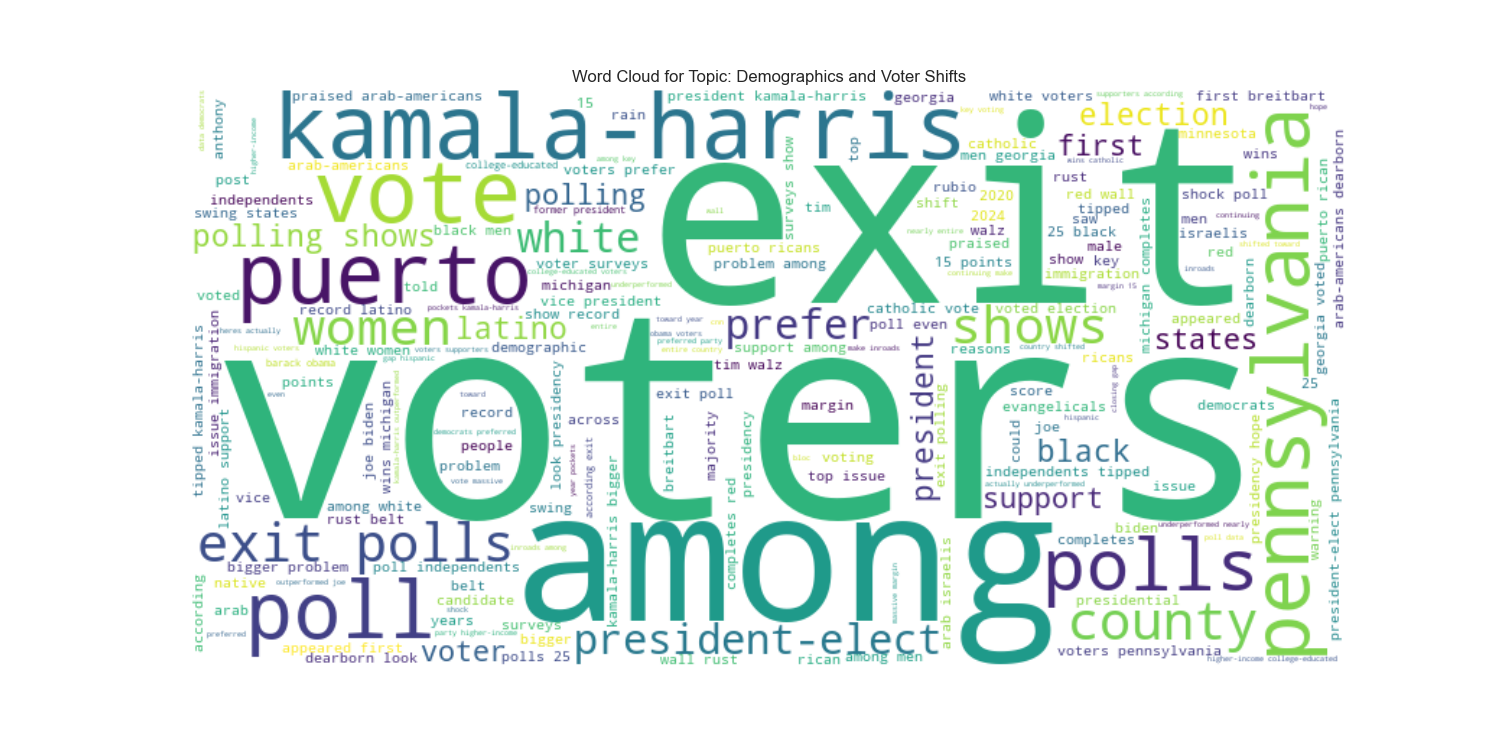 Word Cloud for Topic: Demographics and Voter Shifts
data democrats
anthony
higher-income
praised arab-americans
kamala-harris
15
rain
president kamala-harris
georgia
key voting
white voters
supporters according
first breitbart
hope
election
minnesota
first
wins
men georgia
catholic
wins catholic
top
surveys show
among key
college-educated
arab-americans
post
voters prefer
vote
polling
former president
independents
swing states
polling shows
black men
white
exit
wall
tim
nearly entire
rubio
shift
2020
2024
walz
praised
rust
red wall
tipped
saw
25 black
male
show
key
shock poll
men
continuing
israelis
red
shifted toward
inroads
puerto rican
arab-americans dearborn
pennsylvania
puerto
voter surveys
college-educated voters
puerto ricans
problem among
15 points
continuing make
immigration
margin 15
michigan completes
voted
told
michigan
underperformed
vice president
record latino
pockets kamala-harris
show record
entire
catholic vote
voted election
appeared
dearborn
georgia voted
theres actually
women
latino
toward year
cnn
obama voters
preferred party
entire country
prefer
poll even
shows
states
ricans
hispanic voters
white women
voters supporters
demographic
gap hispanic
support among
make inroads
reasons
country shifted
barack obama
tim walz
president
closing gap
25
tipped kamala-harris
issue immigration
latino support
points
even
joe biden
wins michigan
kamala-harris outperformed
toward
voters
exit poll
look presidency
record
across
democrats preferred
people
problem
vote massive
year pockets
according exit
kamala-harris bigger
breitbart
majority
presidency
margin
bloc
voting
top issue
exit polling
score
evangelicals
joe
could
hispanic
democrats
black
independents tipped
actually underperformed
issue
support
presidency hope
president-elect pennsylvania
vice
among white
rust belt
swing
exit polls
inroads among
among
completes red
biden
underperformed nearly
completes
poll data
warning
polls
bigger problem
poll independents
according
native
outperformed joe
belt
candidate
arab
shock
years
poll
surveys
party higher-income
bigger
preferred
appeared first
dearborn look
voter
polls 25
president-elect
massive margin
arab israelis
presidential
county
wall rust
rican
among men
voters pennsylvania
higher-income college-educated